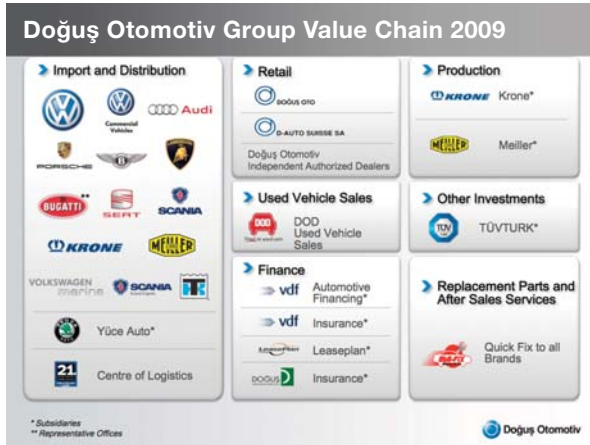 Doğuş Otomotiv Group Value Chain 2009
Import and Distribution
Commercial
Vehicles
Audi
PORSCHE
BUGATTI**
SEAT
SCANIA
KRONE
MEILLER
VOLKSWAGEN
marine
SCANIA
Yüce Auto*
21
Centre of Logistics
Retail
DOĞUŞ OTO
D-AUTO SUISSE SA
Doğuş Otomotiv
Independent Authorized Dealers
Used Vehicle Sales
DOD
DOD
Used Vehicle
Sales
Finance
vdf
Automotive
Financing*
vdf
Insurance*
LeasePlan
Leaseplan*
DOĞUŞ
Insurance*
Production
KRONE
Krone*
MEILLER
Meiller*
Other Investments
TÜV
TÜVTURK*
Replacement Parts and
After Sales Services
Quick Fix to all
Brands
* Subsidiaries
** Representative Offices
Doğuş Otomotiv